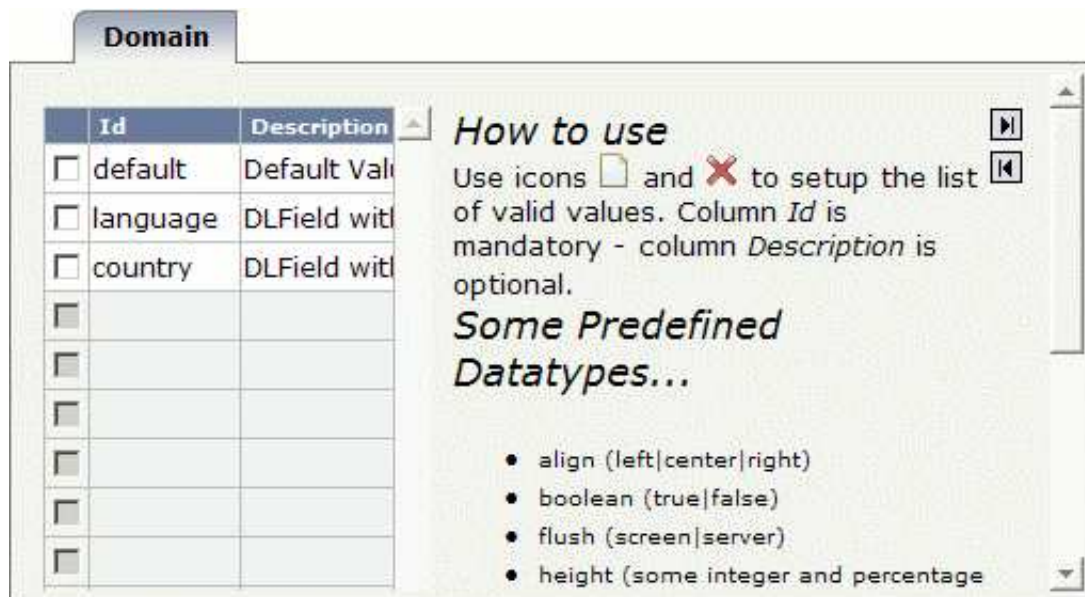 Domain
Id Description
default Default Valu
language DLField with
country DLField with
How to use
Use icons and to setup the list
of valid values. Column Id is
mandatory - column Description is
optional.
Some Predefined
Datatypes...
• align (left|center|right)
• boolean (true|false)
• flush (screen|server)
• height (some integer and percentage